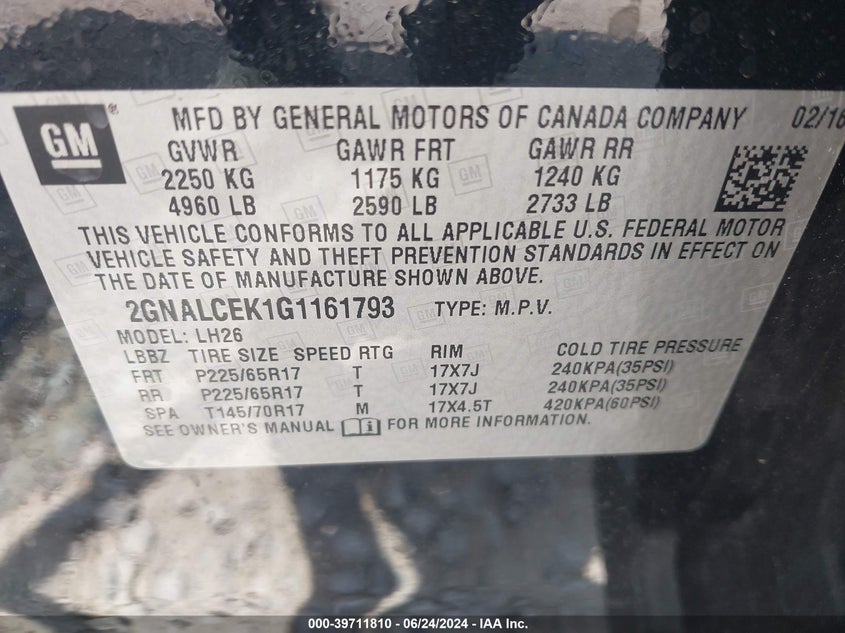 GM ® MFD BY GENERAL MOTORS OF CANADA COMPANY 02/16
GVWR GAWR FRT GAWR RR
2250 KG 1175 KG 1240 KG
4960 LB 2590 LB 2733 LB
THIS VEHICLE CONFORMS TO ALL APPLICABLE U.S. FEDERAL MOTOR
VEHICLE SAFETY AND THEFT PREVENTION STANDARDS IN EFFECT ON
THE DATE OF MANUFACTURE SHOWN ABOVE.
2GNALCEK1G1161793 TYPE: M.P.V.
MODEL: LH26
LBBZ TIRE SIZE SPEED RTG RIM COLD TIRE PRESSURE
FRT P225/65R17 T 17X7J 240KPA(35PSI)
RR P225/65R17 T 17X7J 240KPA(35PSI)
SPA T145/70R17 M 17X4.5T 420KPA(60PSI)
SEE OWNER'S MANUAL i FOR MORE INFORMATION.
000-39711810 - 06/24/2024 - IAA Inc.